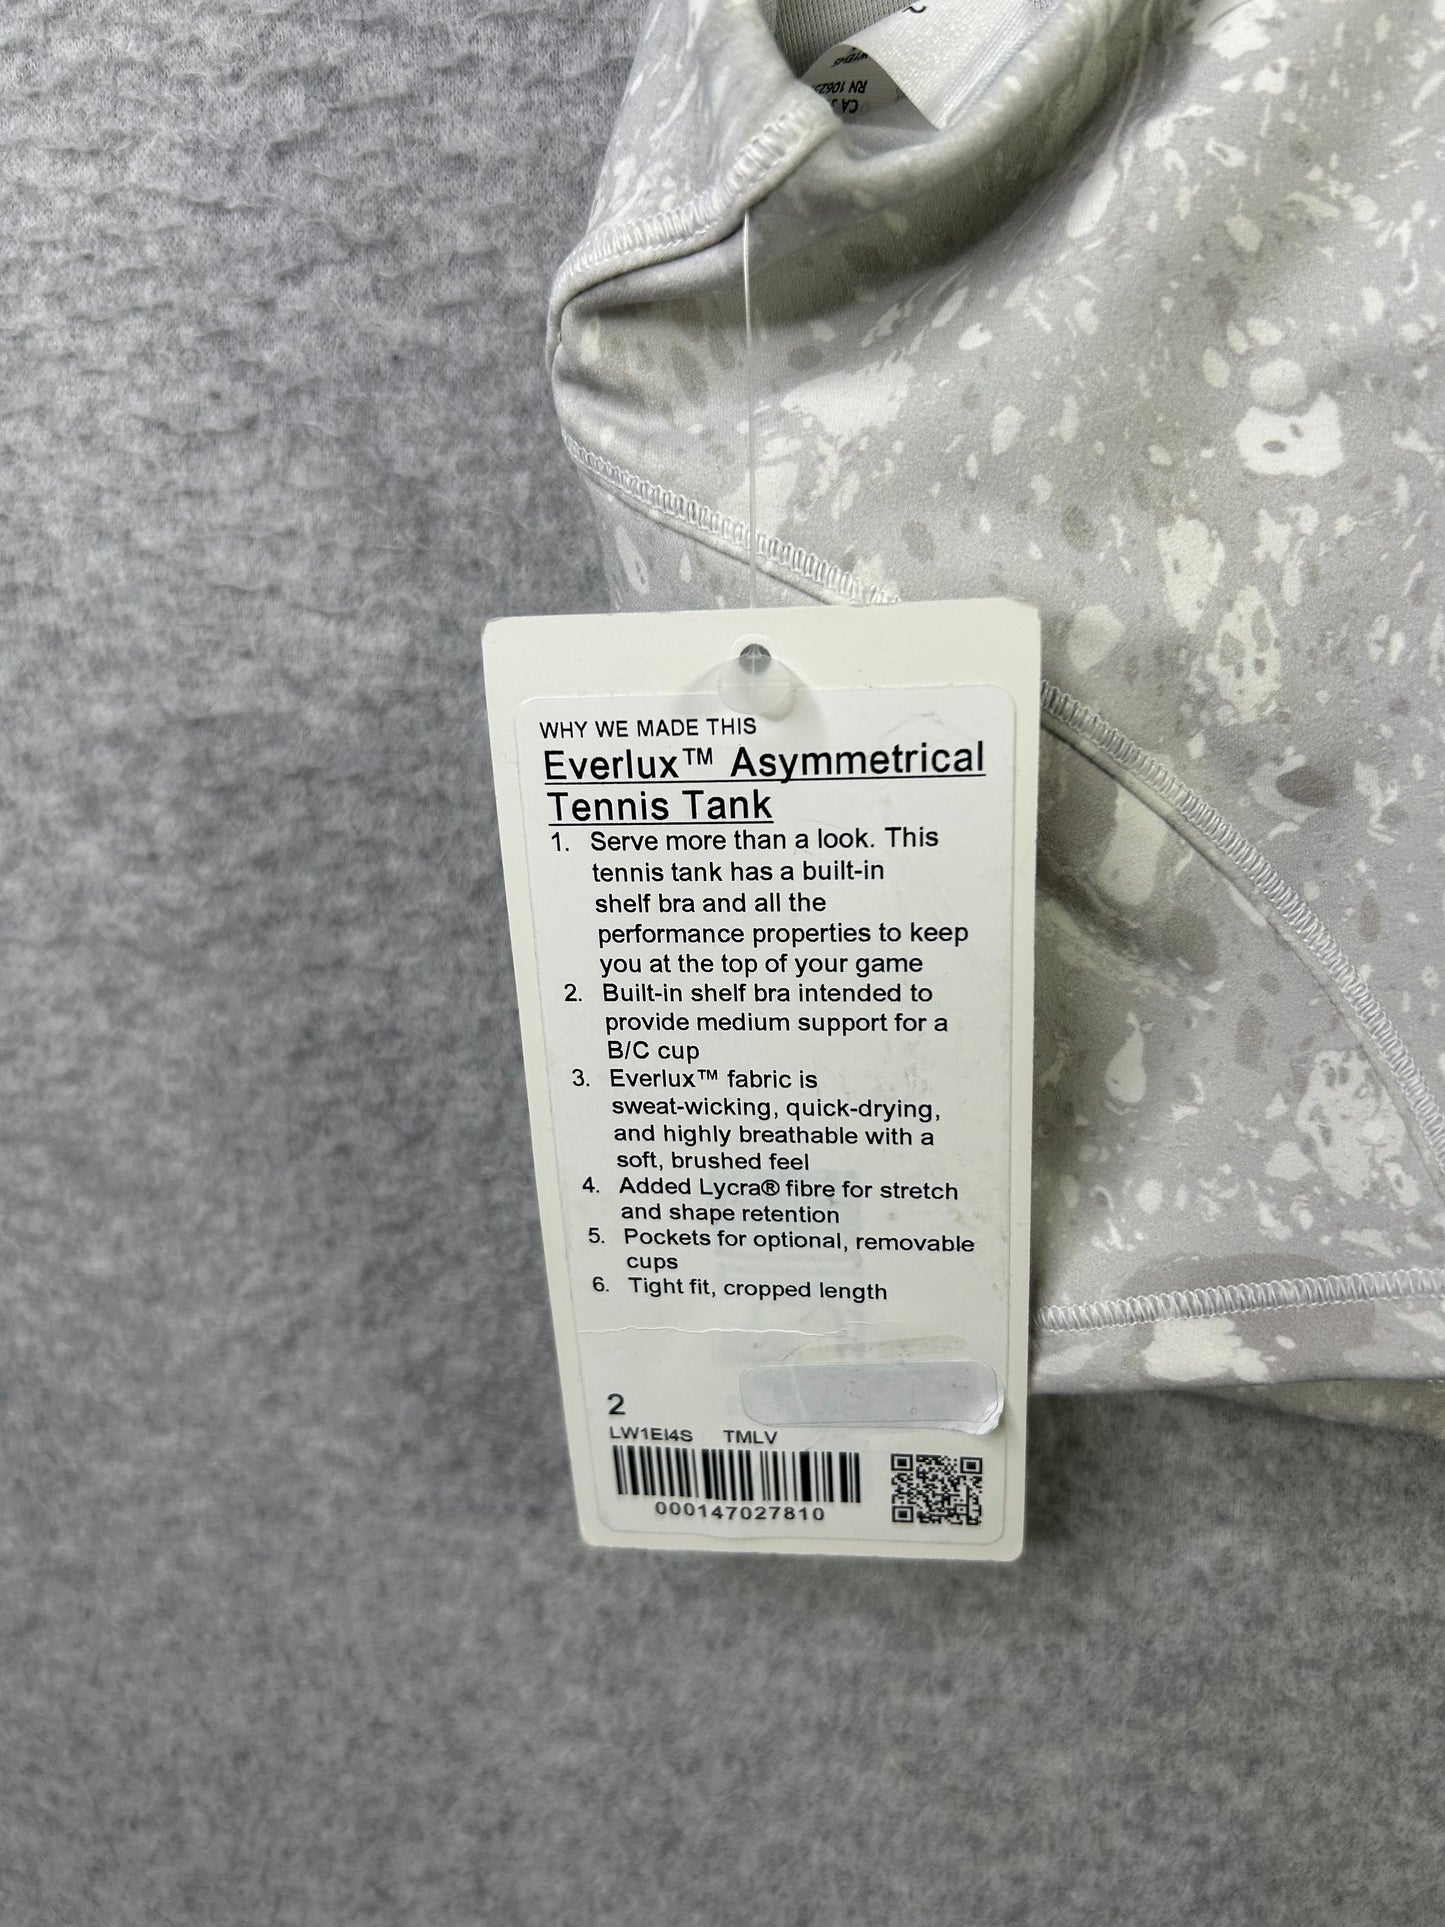 RN 1062
CA
WHY WE MADE THIS
Everlux™ Asymmetrical
Tennis Tank
1. Serve more than a look. This
tennis tank has a built-in
shelf bra and all the
performance properties to keep
you at the top of your game
2. Built-in shelf bra intended to
provide medium support for a
B/C cup
3. Everlux™ fabric is
sweat-wicking, quick-drying,
and highly breathable with a
soft, brushed feel
4. Added Lycra® fibre for stretch
and shape retention
5. Pockets for optional, removable
cups
6. Tight fit, cropped length
2
LW1EI4S TMLV
000147027810